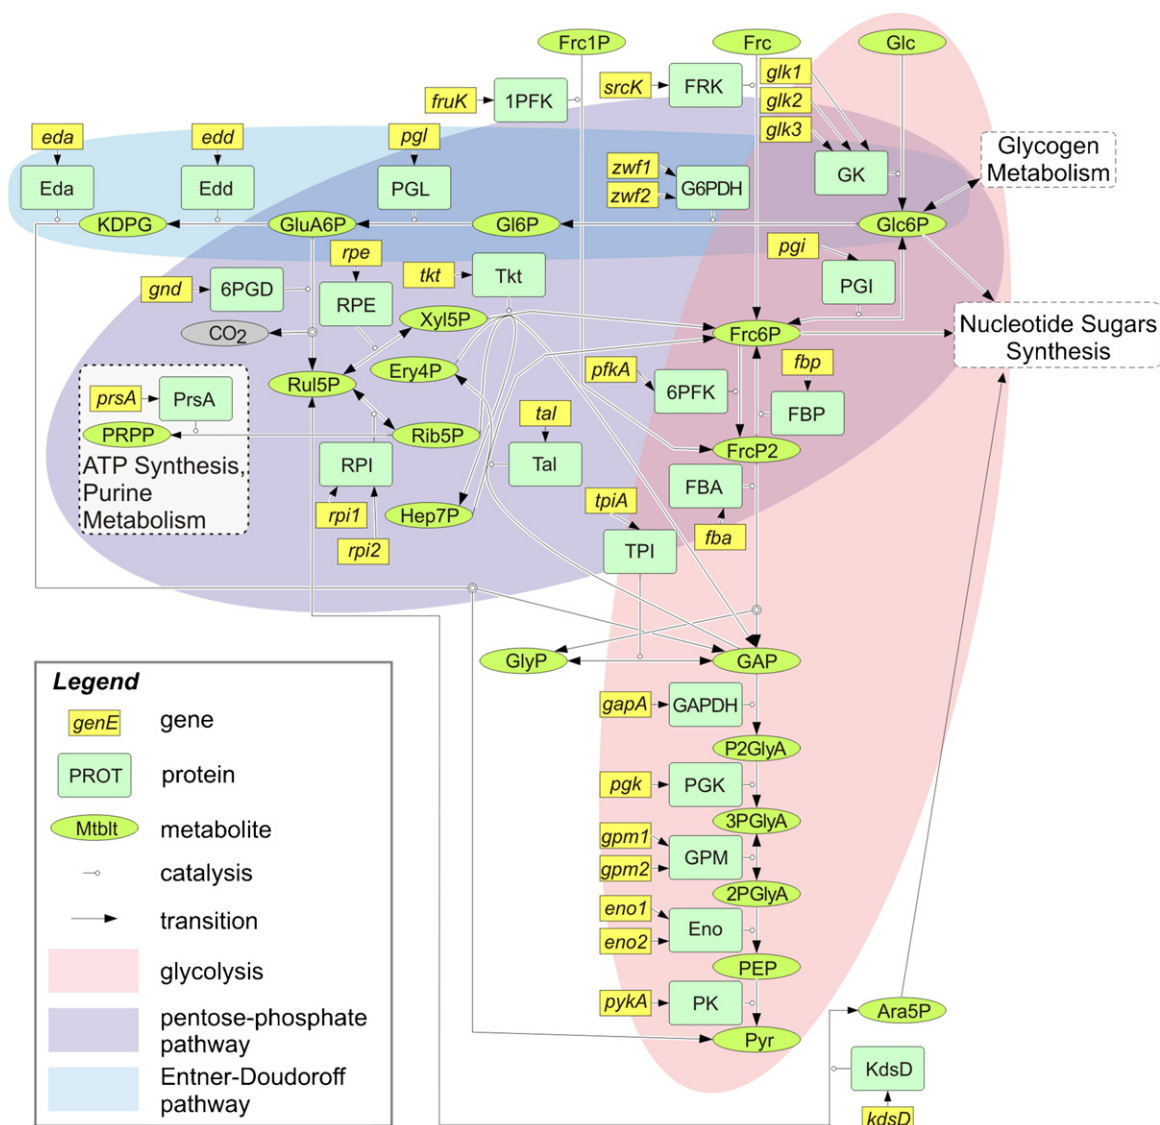 Frc1P
Frc
Glc
fruK
1PFK
srcK
FRK
glk1
glk2
glk3
GK
eda
edd
pgl
zwf1
zwf2
G6PDH
Glycogen
Metabolism
Eda
Edd
PGL
KDPG
GluA6P
Gl6P
Glc6P
gnd
6PGD
rpe
RPE
tkt
Tkt
pgi
PGI
CO2
Xyl5P
Frc6P
Nucleotide Sugars
Synthesis
Rul5P
Ery4P
pfkA
6PFK
fbp
FBP
prsA
PrsA
PRPP
Rib5P
tal
Tal
FrcP2
ATP Synthesis,
Purine
Metabolism
RPI
rpi1
rpi2
Hep7P
FBA
fba
tpiA
TPI
GlyP
GAP
gapA
GAPDH
P2GlyA
pgk
PGK
3PGlyA
gpm1
gpm2
GPM
2PGlyA
eno1
eno2
Eno
PEP
pykA
PK
Pyr
Ara5P
KdsD
kdsD
Legend
genE
gene
PROT
protein
Mtblt
metabolite
catalysis
transition
glycolysis
pentose-phosphate
pathway
Entner-Doudoroff
pathway